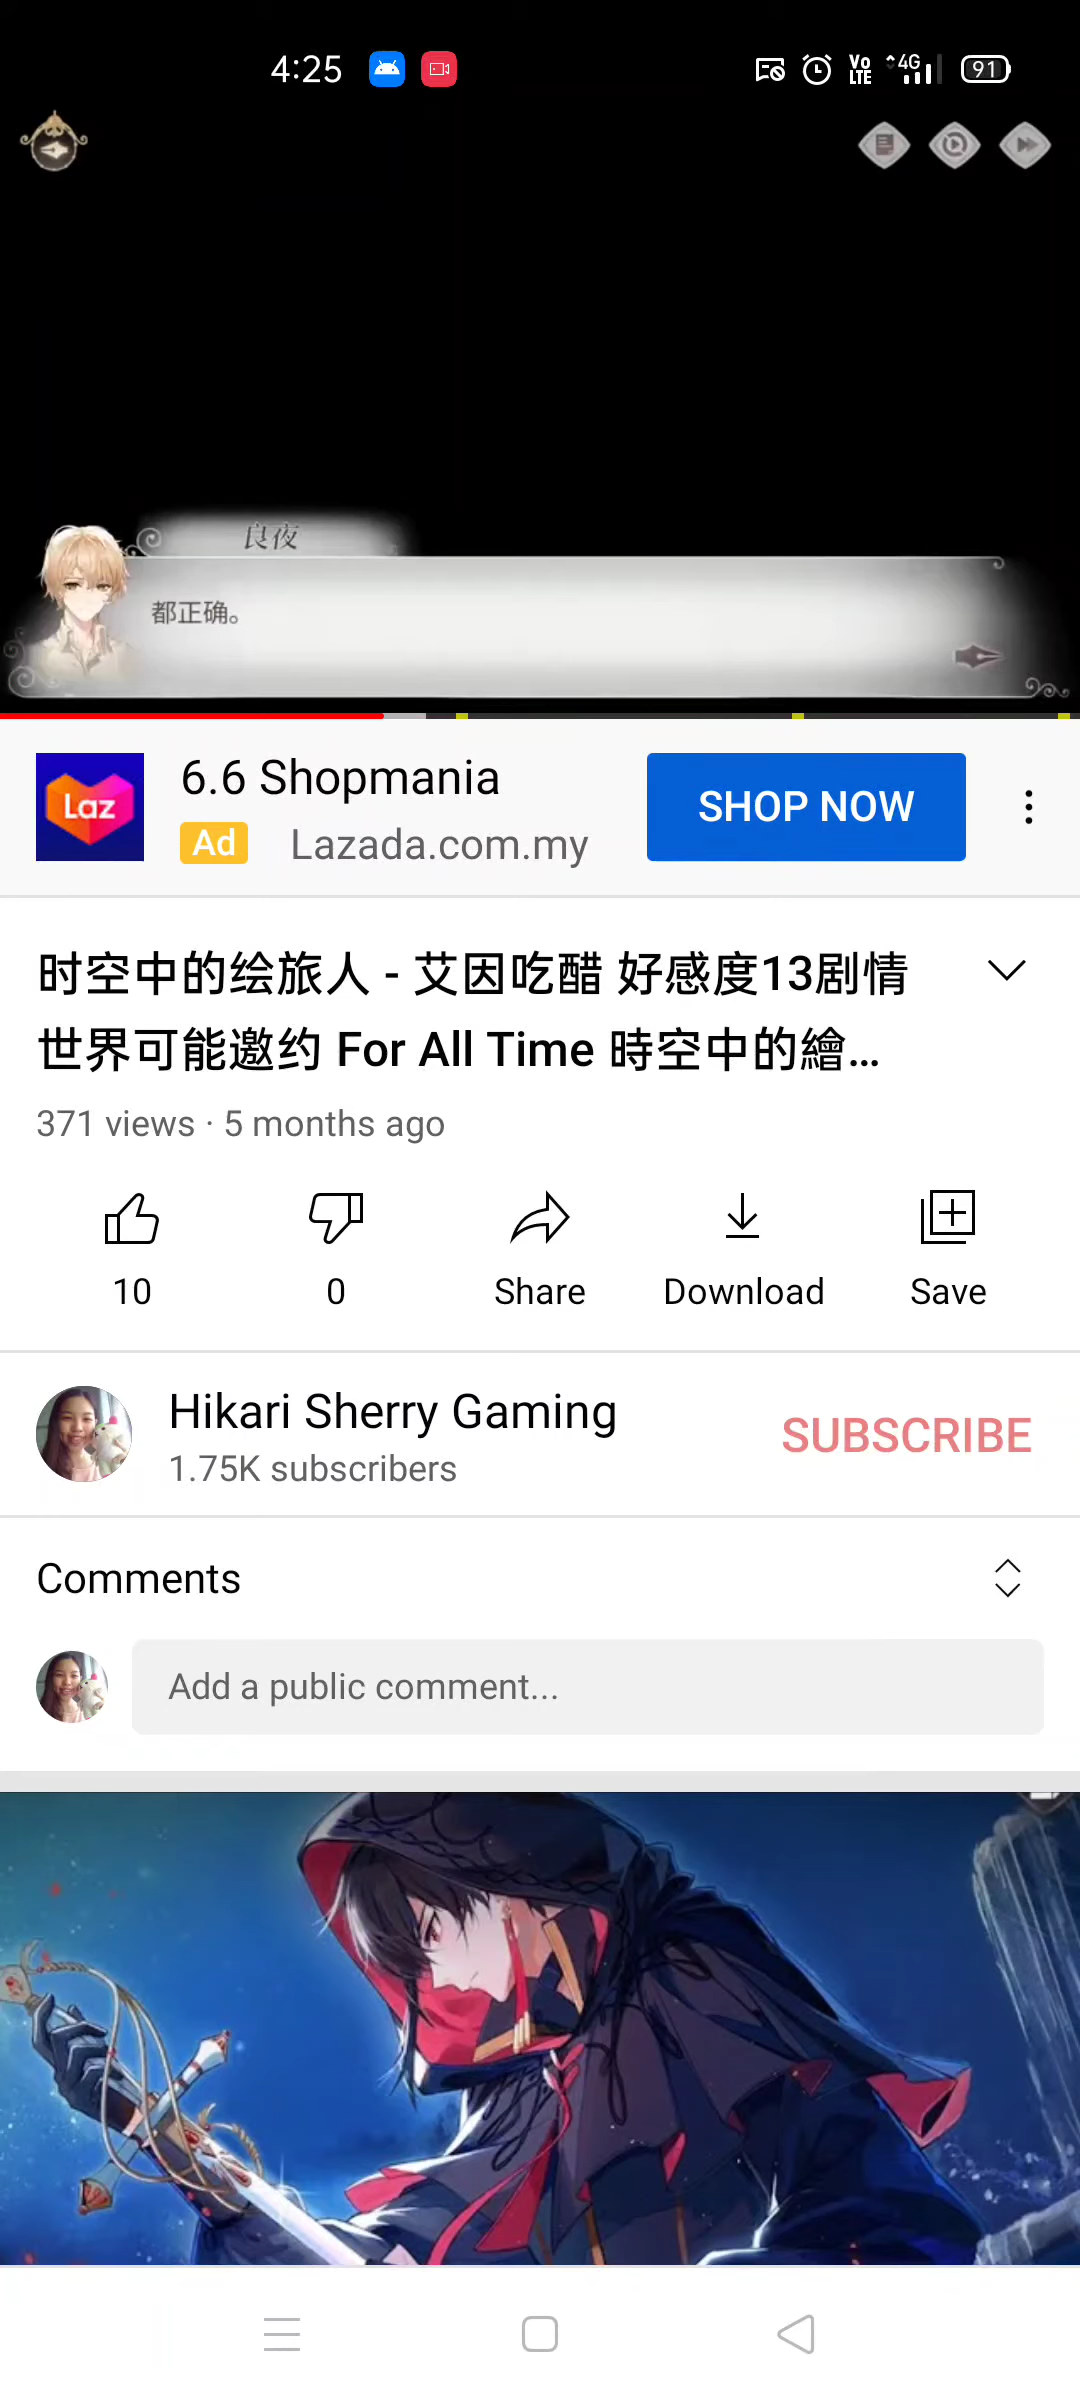 4:25
Vo LTE 4G 91
良夜
都正确。
Laz
6.6 Shopmania
Ad Lazada.com.my
SHOP NOW
时空中的绘旅人 - 艾因吃醋 好感度13剧情
世界可能邀约 For All Time 時空中的繪...
371 views · 5 months ago
10
0
Share
Download
Save
Hikari Sherry Gaming
1.75K subscribers
SUBSCRIBE
Comments
Add a public comment...